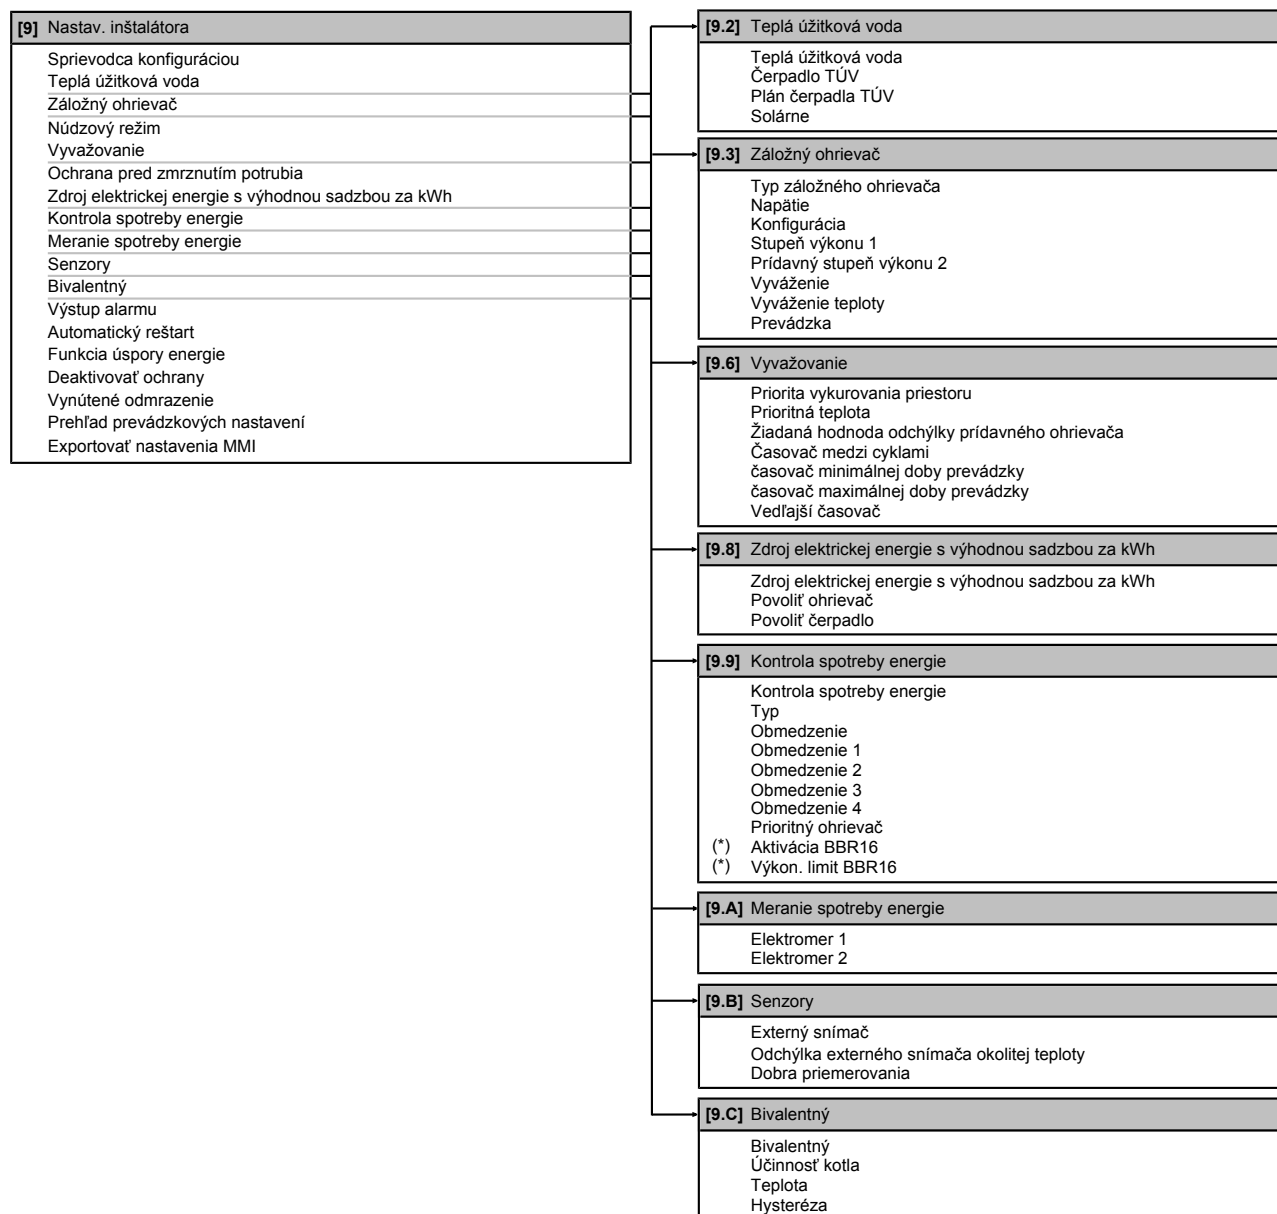 [9] Nastav. inštalátora
Sprievodca konfiguráciou
Teplá úžitková voda
Záložný ohrievač
Núdzový režim
Vyvažovanie
Ochrana pred zmrznutím potrubia
Zdroj elektrickej energie s výhodnou sadzbou za kWh
Kontrola spotreby energie
Meranie spotreby energie
Senzory
Bivalentný
Výstup alarmu
Automatický reštart
Funkcia úspory energie
Deaktivovať ochrany
Vynútené odmrazenie
Prehľad prevádzkových nastavení
Exportovať nastavenia MMI
[9.2] Teplá úžitková voda
Teplá úžitková voda
Čerpadlo TÚV
Plán čerpadla TÚV
Solárne
[9.3] Záložný ohrievač
Typ záložného ohrievača
Napätie
Konfigurácia
Stupeň výkonu 1
Prídavný stupeň výkonu 2
Vyváženie
Vyváženie teploty
Prevádzka
[9.6] Vyvažovanie
Priorita vykurovania priestoru
Prioritná teplota
Žiadaná hodnota odchýlky prídavného ohrievača
Časovač medzi cyklami
časovač minimálnej doby prevádzky
časovač maximálnej doby prevádzky
Vedľajší časovač
[9.8] Zdroj elektrickej energie s výhodnou sadzbou za kWh
Zdroj elektrickej energie s výhodnou sadzbou za kWh
Povoliť ohrievač
Povoliť čerpadlo
[9.9] Kontrola spotreby energie
Kontrola spotreby energie
Typ
Obmedzenie
Obmedzenie 1
Obmedzenie 2
Obmedzenie 3
Obmedzenie 4
Prioritný ohrievač
(*) Aktivácia BBR16
(*) Výkon. limit BBR16
[9.A] Meranie spotreby energie
Elektromer 1
Elektromer 2
[9.B] Senzory
Externý snímač
Odchýlka externého snímača okolitej teploty
Dobra priemerovania
[9.C] Bivalentný
Bivalentný
Účinnosť kotla
Teplota
Hysteréza